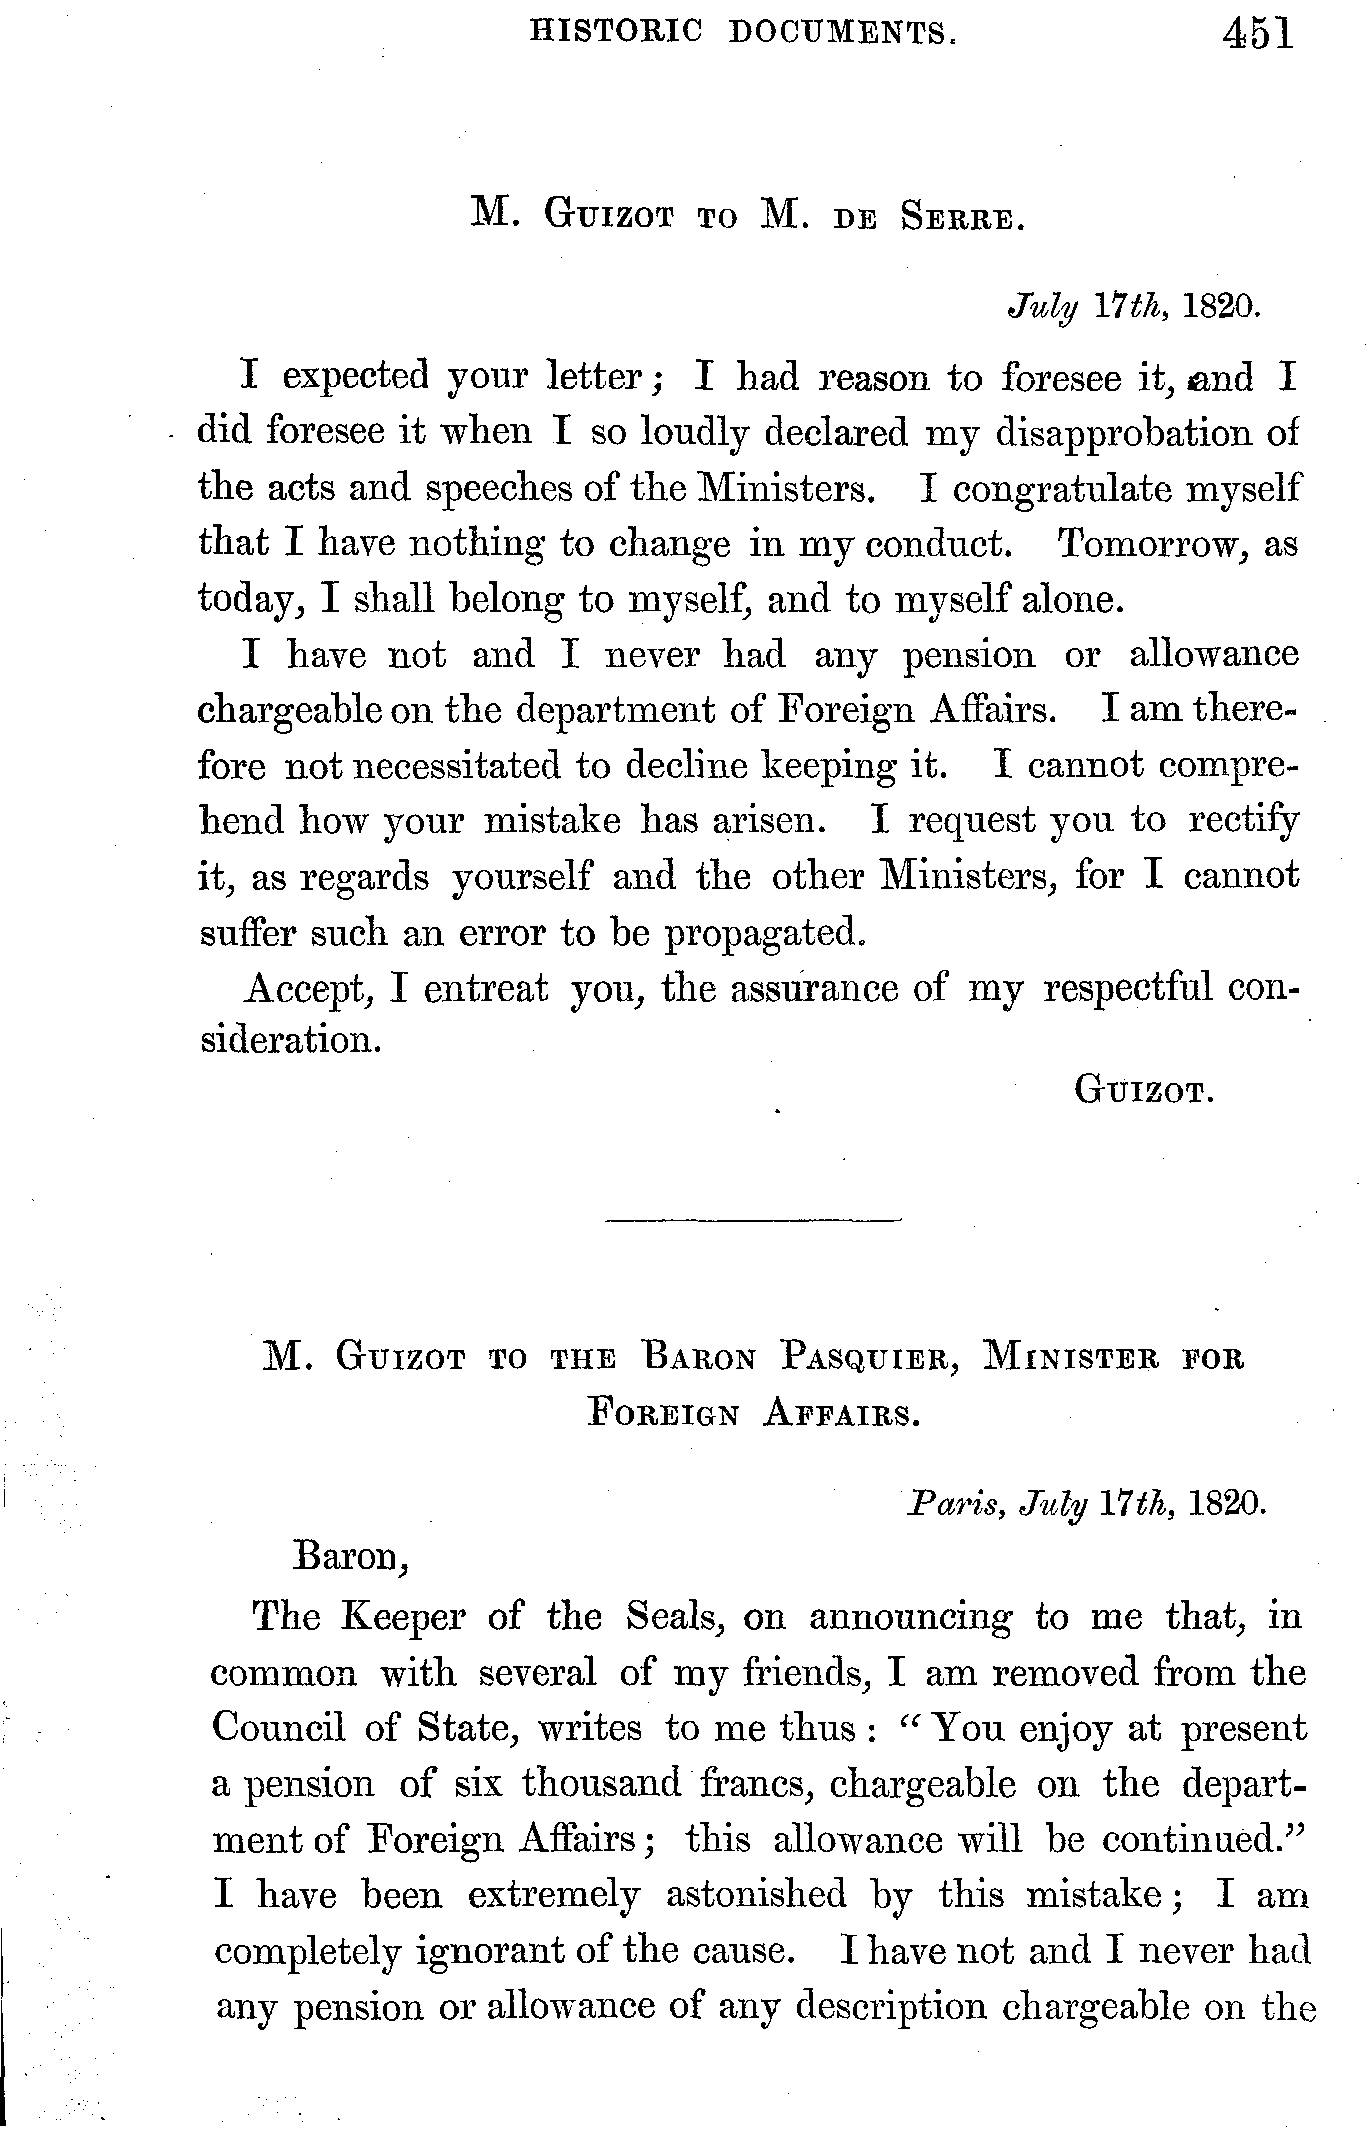 HISTORIC DOCUMENTS. 451
M. GUIZOT TO M. DE SERRE.
July 17th, 1820.
I expected your letter; I had reason to foresee it, and I
did foresee it when I so loudly declared my disapprobation of
the acts and speeches of the Ministers. I congratulate myself
that I have nothing to change in my conduct. Tomorrow, as
today, I shall belong to myself, and to myself alone.
I have not and I never had any pension or allowance
chargeable on the department of Foreign Affairs. I am there-
fore not necessitated to decline keeping it. I cannot compre-
hend how your mistake has arisen. I request you to rectify
it, as regards yourself and the other Ministers, for I cannot
suffer such an error to be propagated.
Accept, I entreat you, the assurance of my respectful con-
sideration.
GUIZOT.
M. GUIZOT TO THE BARON PASQUIER, MINISTER FOR
FOREIGN AFFAIRS.
Paris, July 17th, 1820.
Baron,
The Keeper of the Seals, on announcing to me that, in
common with several of my friends, I am removed from the
Council of State, writes to me thus: “You enjoy at present
a pension of six thousand francs, chargeable on the depart-
ment of Foreign Affairs; this allowance will be continued.”
I have been extremely astonished by this mistake; I am
completely ignorant of the cause. I have not and I never had
any pension or allowance of any description chargeable on the